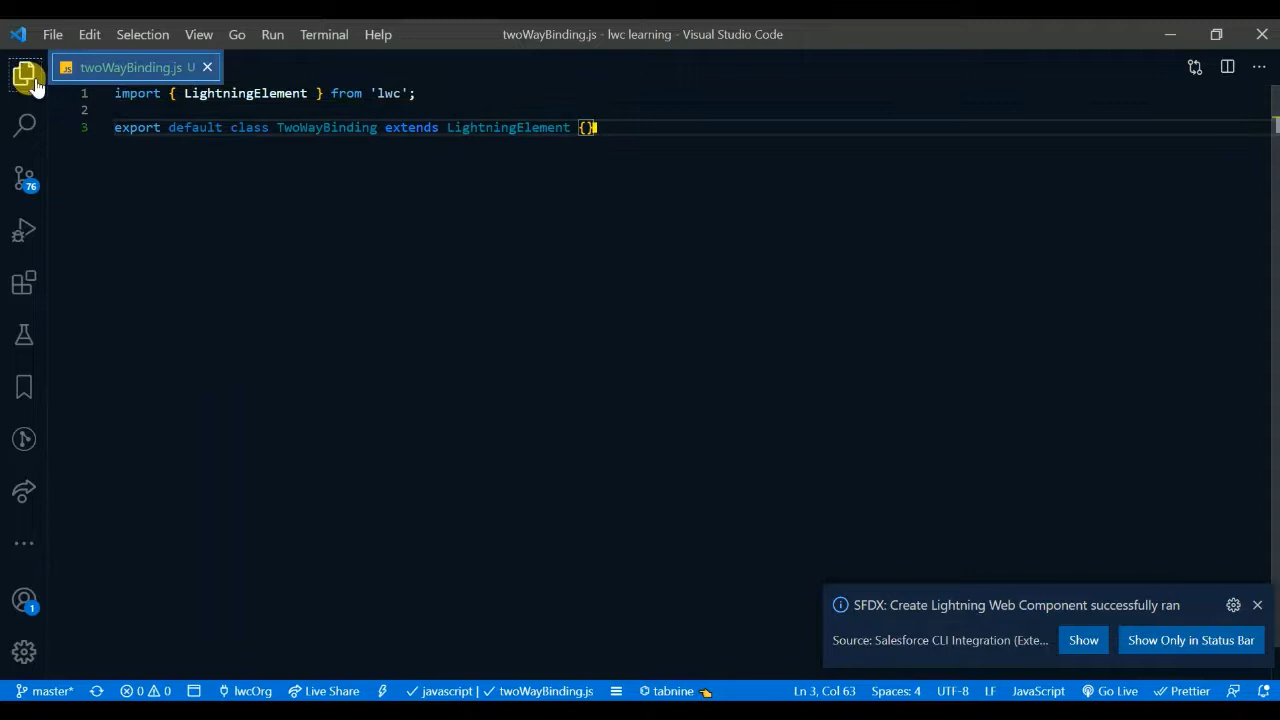 File Edit Selection View Go Run Terminal Help twoWayBinding.js - lwc learning - Visual Studio Code
JS twoWayBinding.js U
1 import { LightningElement } from 'lwc';
2
3 export default class TwoWayBinding extends LightningElement {}
76
1
SFDX: Create Lightning Web Component successfully ran
Source: Salesforce CLI Integration (Exte... Show Show Only in Status Bar
master* 0 0 lwcOrg Live Share javascript | twoWayBinding.js tabnine Ln 3, Col 63 Spaces: 4 UTF-8 LF JavaScript Go Live Prettier